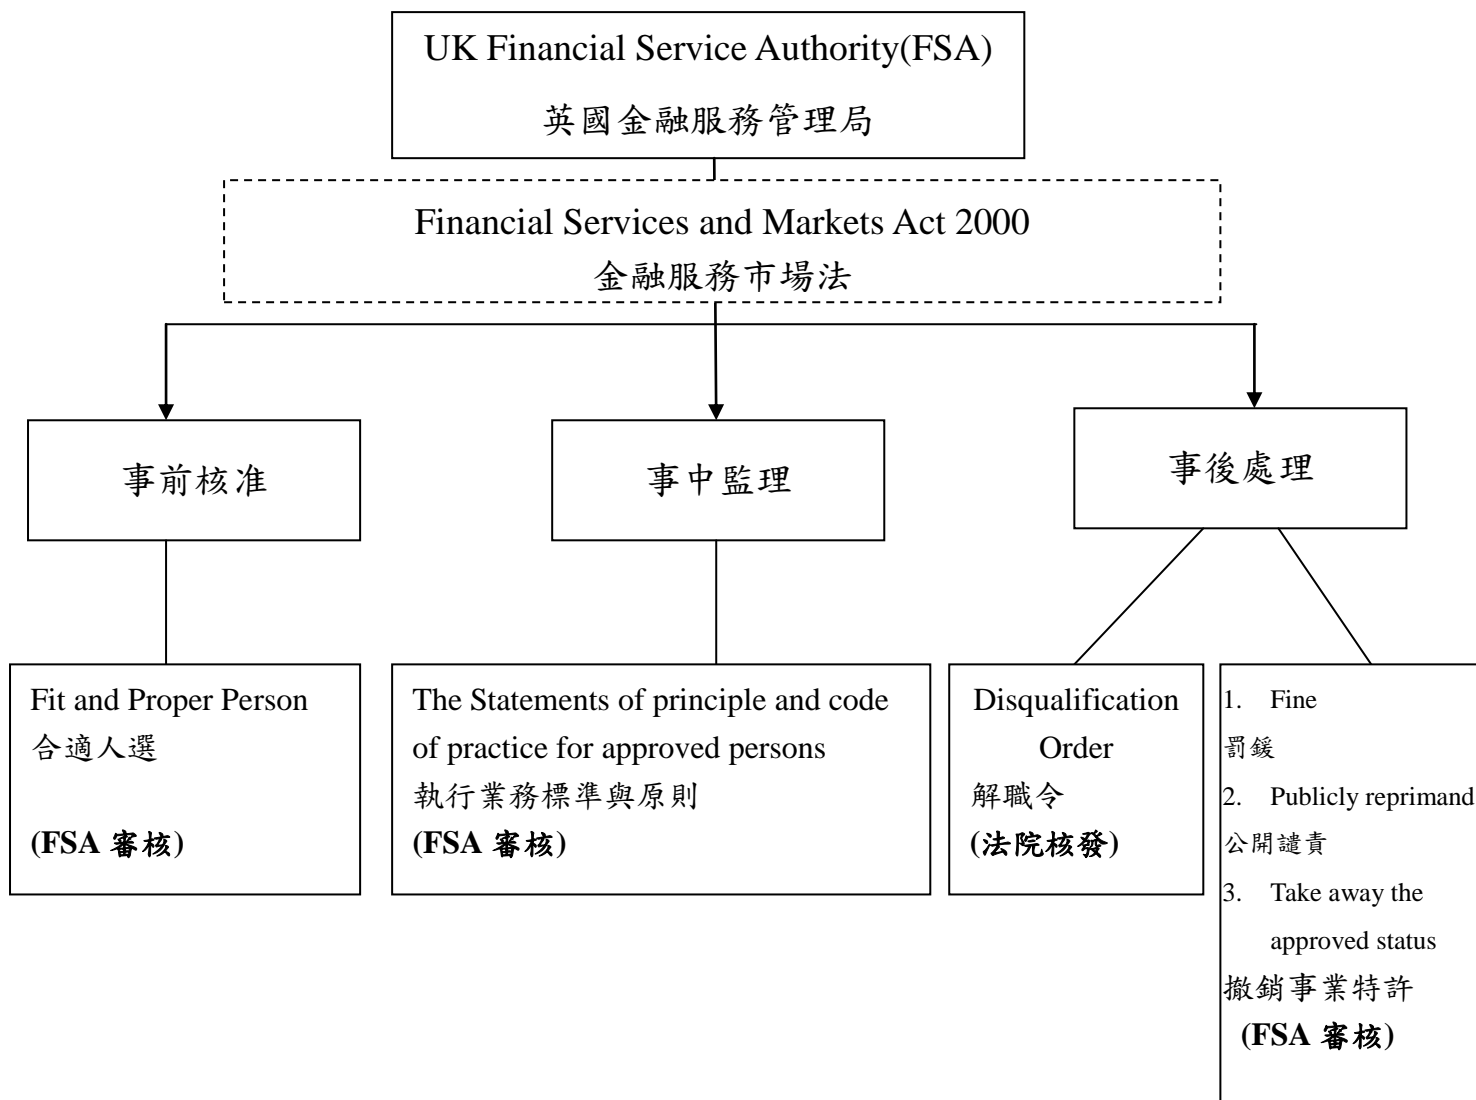 UK Financial Service Authority(FSA)
英國金融服務管理局
Financial Services and Markets Act 2000
金融服務市場法
事前核准
事中監理
事後處理
Fit and Proper Person
合適人選
(FSA 審核)
The Statements of principle and code
of practice for approved persons
執行業務標準與原則
(FSA 審核)
Disqualification
Order
解職令
(法院核發)
1. Fine
罰鍰
2. Publicly reprimand
公開譴責
3. Take away the
approved status
撤銷事業特許
(FSA 審核)